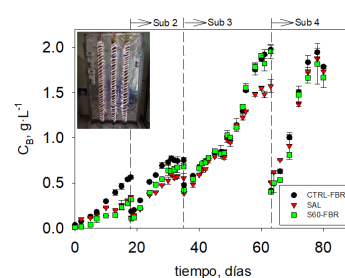 Sub 2 Sub 3 Sub 4
2.0
1.5
1.0
0.5
0.0
C_B, g·L⁻¹
CTRL-FBR
SAL
S60-FBR
0 20 40 60 80
tiempo, días